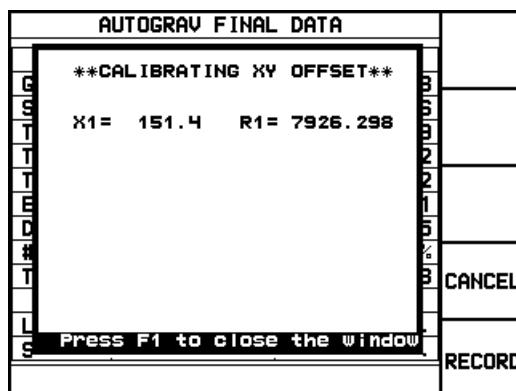 AUTOGRAV FINAL DATA
**CALIBRATING XY OFFSET**
X1= 151.4 R1= 7926.298
Press F1 to close the window
CANCEL
RECORD